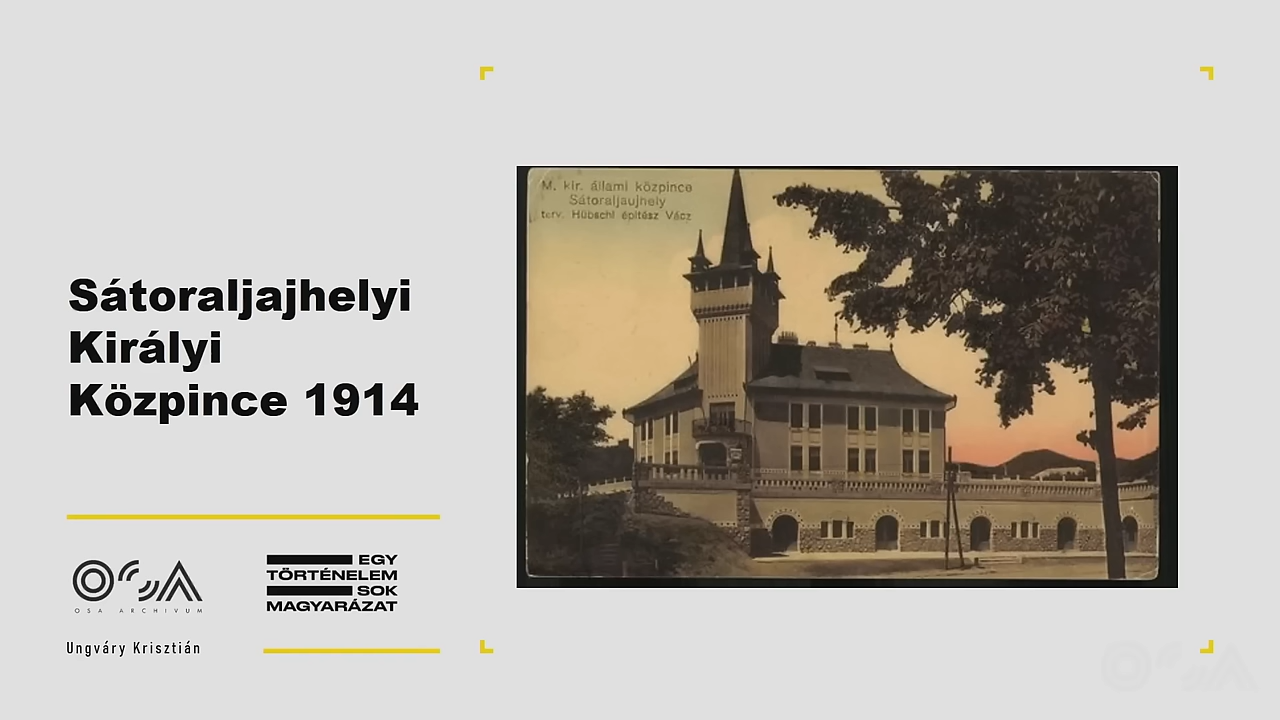 Sátoraljajhelyi
Királyi
Közpince 1914
OSA ARCHIVUM
EGY
TÖRTÉNELEM
SOK
MAGYARÁZAT
Ungváry Krisztián
M. kir. állami közpince
Sátoraljaujhely
terv. Hübschl épitész Vácz